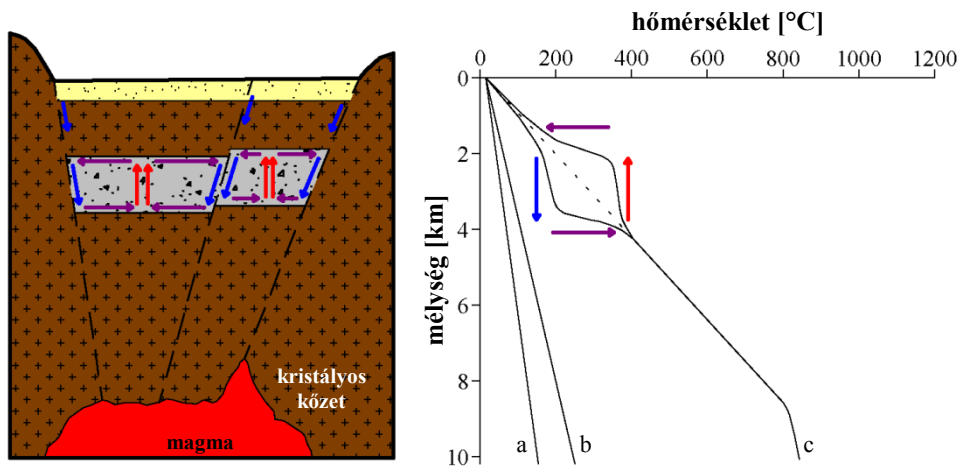 kristályos
kőzet
magma
hőmérséklet [°C]
0 200 400 600 800 1000 1200
mélység [km]
0
2
4
6
8
10
a b c